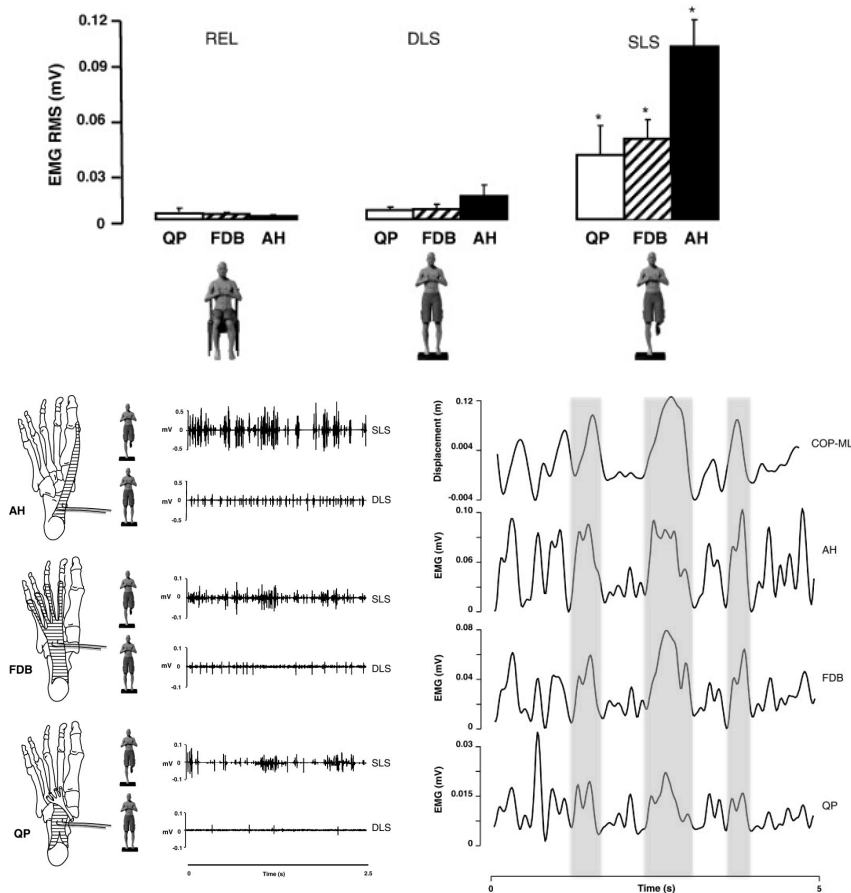 0.12
0.09
0.06
0.03
0
EMG RMS (mV)
REL
DLS
SLS
*
*
*
QP FDB AH
QP FDB AH
QP FDB AH
AH
0.5
mV 0
-0.5
SLS
0.5
mV 0
-0.5
DLS
FDB
0.1
mV 0
-0.1
SLS
0.1
mV 0
-0.1
DLS
QP
0.1
mV 0
-0.1
SLS
0.1
mV 0
-0.1
DLS
0 Time (s) 2.5
Displacement (m)
0.12
0.004
-0.004
COP-ML
EMG (mV)
0.10
0.06
0
AH
EMG (mV)
0.08
0.04
0
FDB
EMG (mV)
0.03
0.015
0
QP
0 Time (s) 5